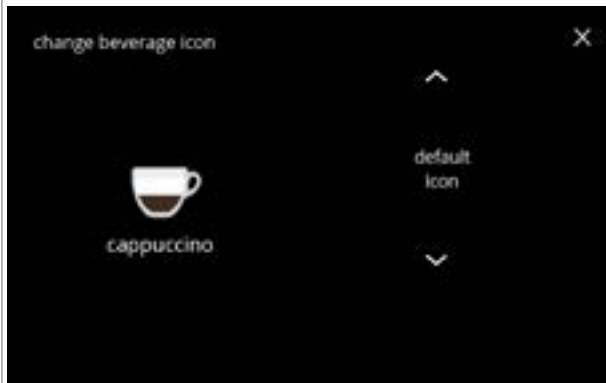 change beverage icon
default
icon
cappuccino